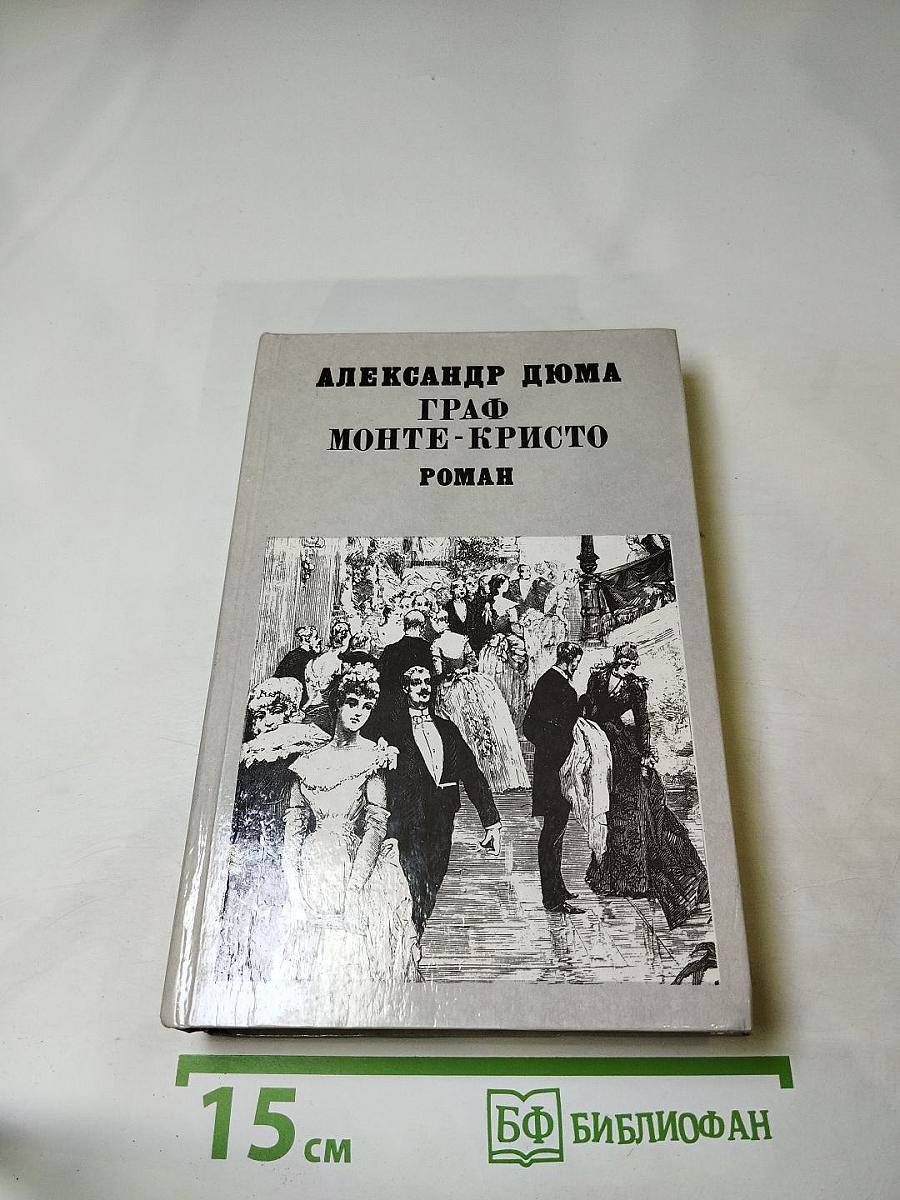 АЛЕКСАНДР ДЮМА
ГРАФ
МОНТЕ-КРИСТО
РОМАН
15 см
БФ БИБЛИОФАН